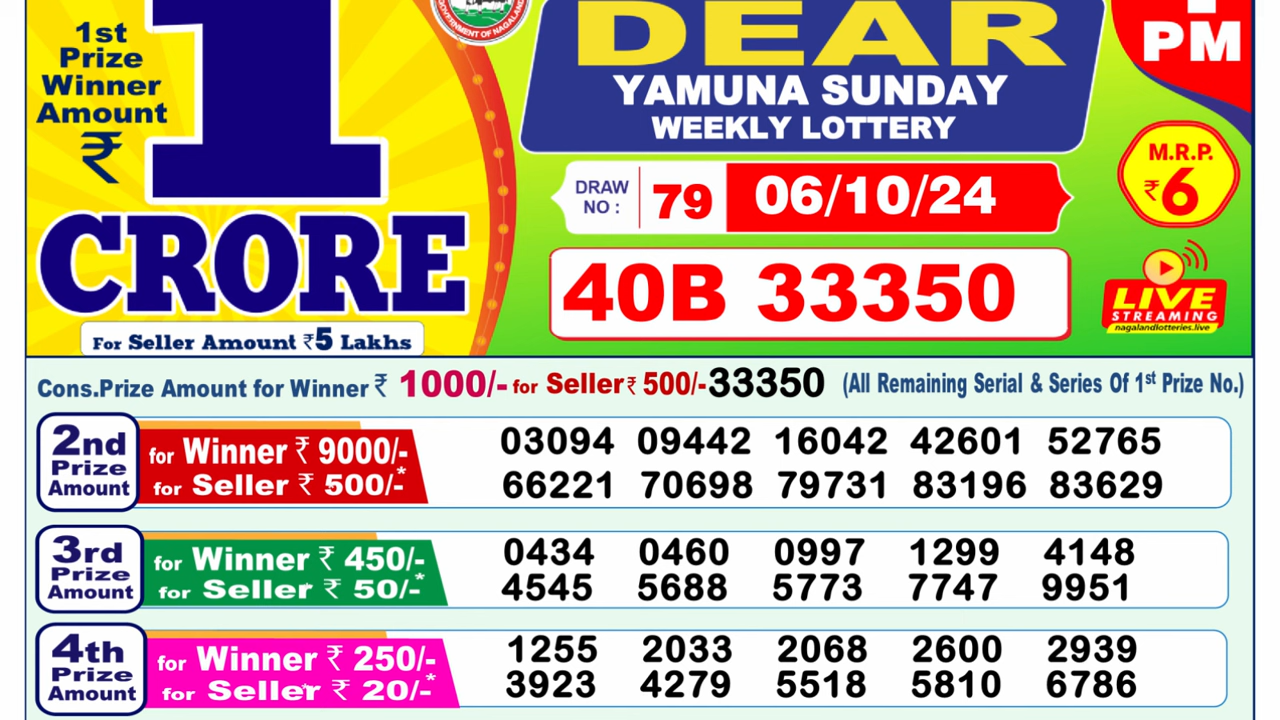 1
1st
Prize
Winner
Amount
₹
CRORE
For Seller Amount ₹5 Lakhs
GOVERNMENT OF NAGALAND
DEAR
YAMUNA SUNDAY
WEEKLY LOTTERY
PM
DRAW
NO :
79
06/10/24
M.R.P.
₹6
40B 33350
LIVE
STREAMING
nagalandlotteries.live
Cons.Prize Amount for Winner ₹ 1000/- for Seller ₹ 500/- 33350 (All Remaining Serial & Series Of 1st Prize No.)
2nd
Prize
Amount
for Winner ₹ 9000/-
for Seller ₹ 500/-*
03094 09442 16042 42601 52765
66221 70698 79731 83196 83629
3rd
Prize
Amount
for Winner ₹ 450/-
for Seller ₹ 50/-*
0434 0460 0997 1299 4148
4545 5688 5773 7747 9951
4th
Prize
Amount
for Winner ₹ 250/-
for Seller ₹ 20/-*
1255 2033 2068 2600 2939
3923 4279 5518 5810 6786